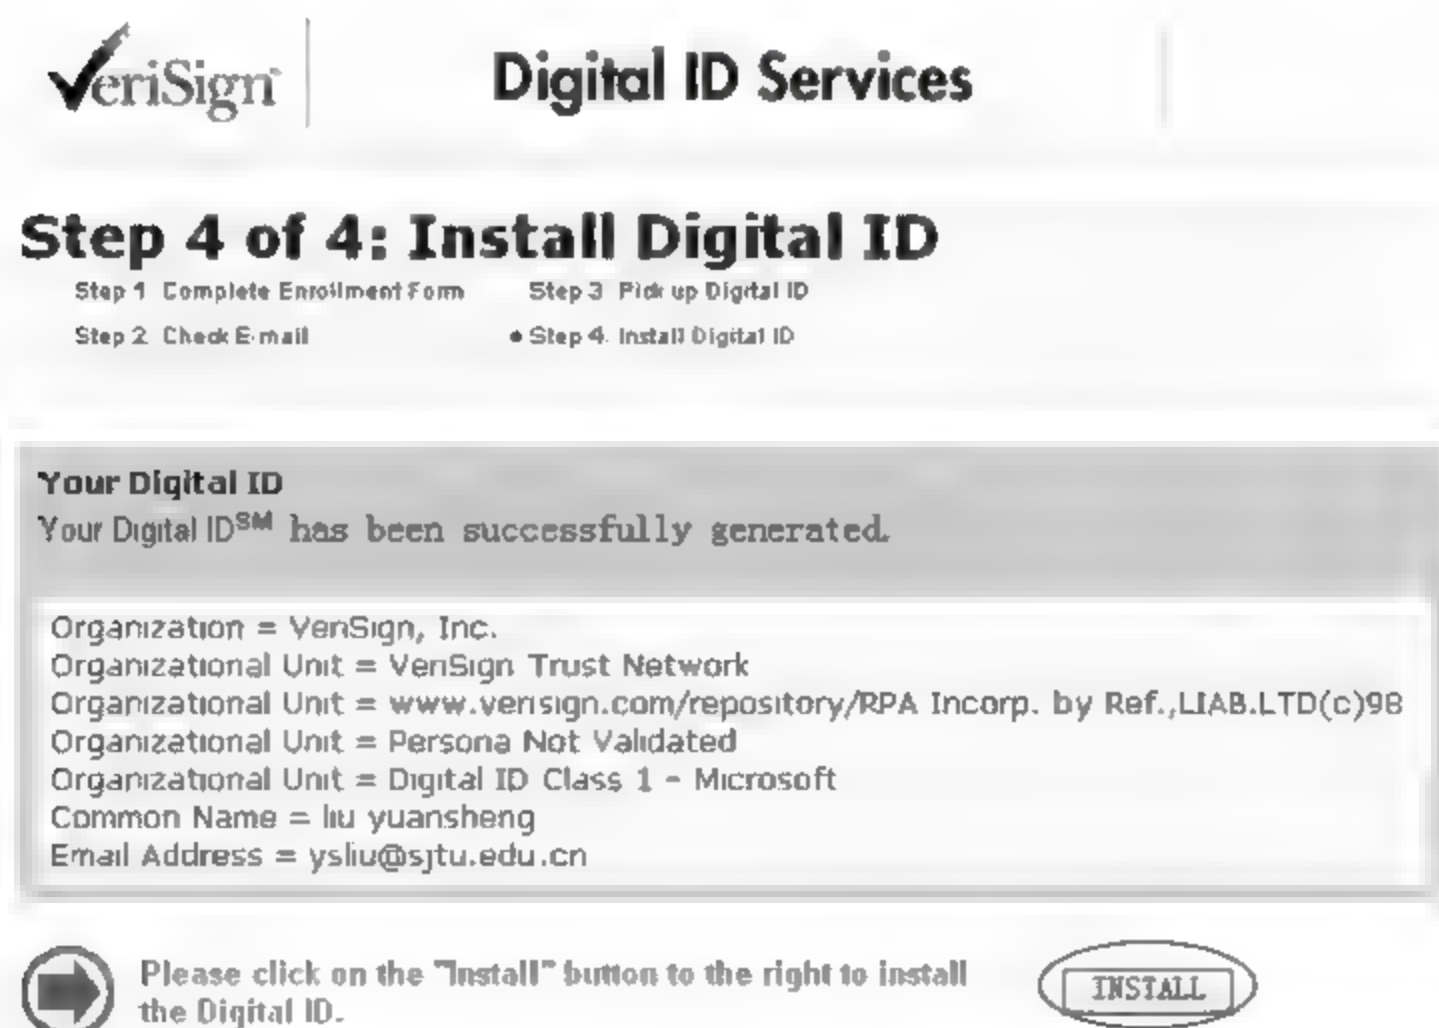 VeriSign
Digital ID Services
Step 4 of 4: Install Digital ID
Step 1 Complete Enrollment Form
Step 3 Pick up Digital ID
Step 2 Check E-mail
• Step 4. Install Digital ID
Your Digital ID
Your Digital ID℠ has been successfully generated.
Organization = VeriSign, Inc.
Organizational Unit = VeriSign Trust Network
Organizational Unit = www.verisign.com/repository/RPA Incorp. by Ref.,LIAB.LTD(c)98
Organizational Unit = Persona Not Validated
Organizational Unit = Digital ID Class 1 - Microsoft
Common Name = liu yuansheng
Email Address = ysliu@sjtu.edu.cn
Please click on the "Install" button to the right to install
the Digital ID.
INSTALL